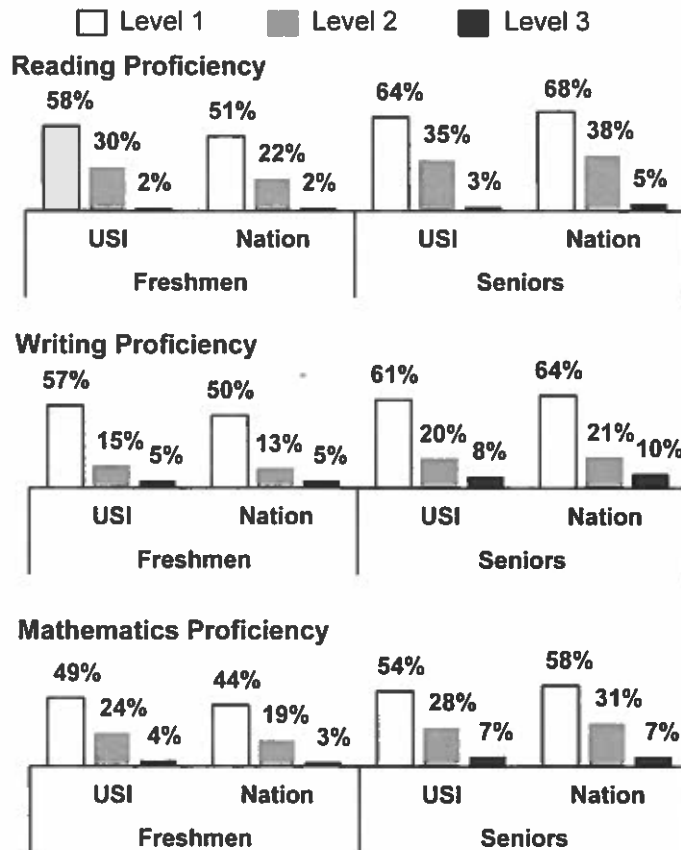 Level 1 Level 2 Level 3
Reading Proficiency
58% 30% 2% 51% 22% 2% 64% 35% 3% 68% 38% 5%
USI Nation USI Nation
Freshmen Seniors
Writing Proficiency
57% 15% 5% 50% 13% 5% 61% 20% 8% 64% 21% 10%
USI Nation USI Nation
Freshmen Seniors
Mathematics Proficiency
49% 24% 4% 44% 19% 3% 54% 28% 7% 58% 31% 7%
USI Nation USI Nation
Freshmen Seniors